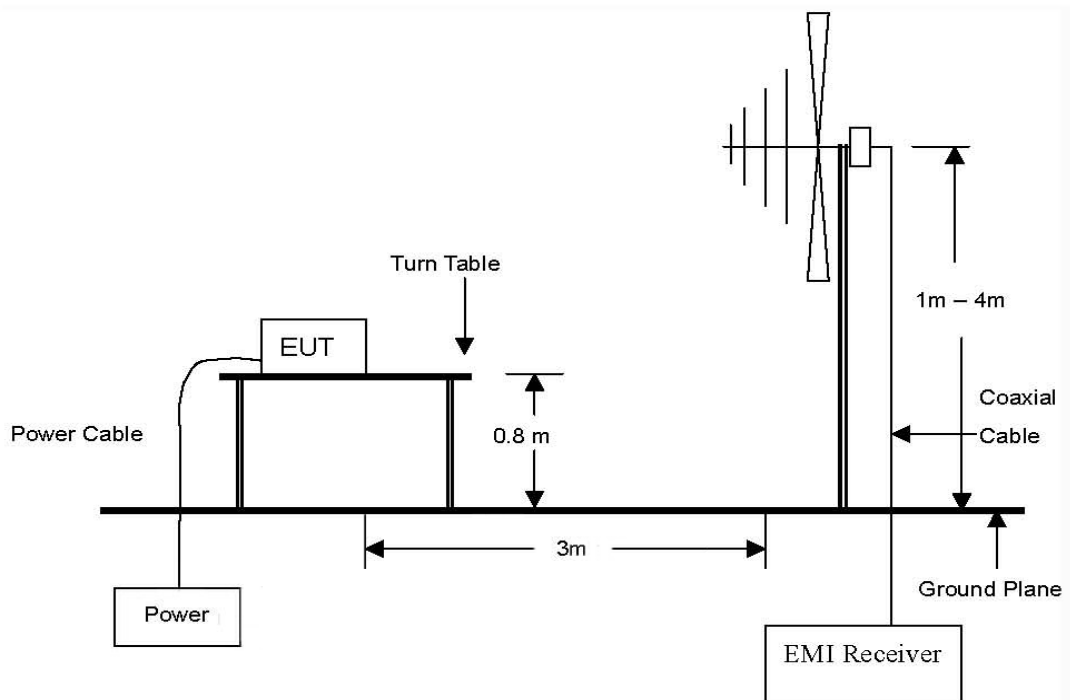 Turn Table
1m – 4m
EUT
Coaxial
Cable
Power Cable
0.8 m
3m
Ground Plane
Power
EMI Receiver